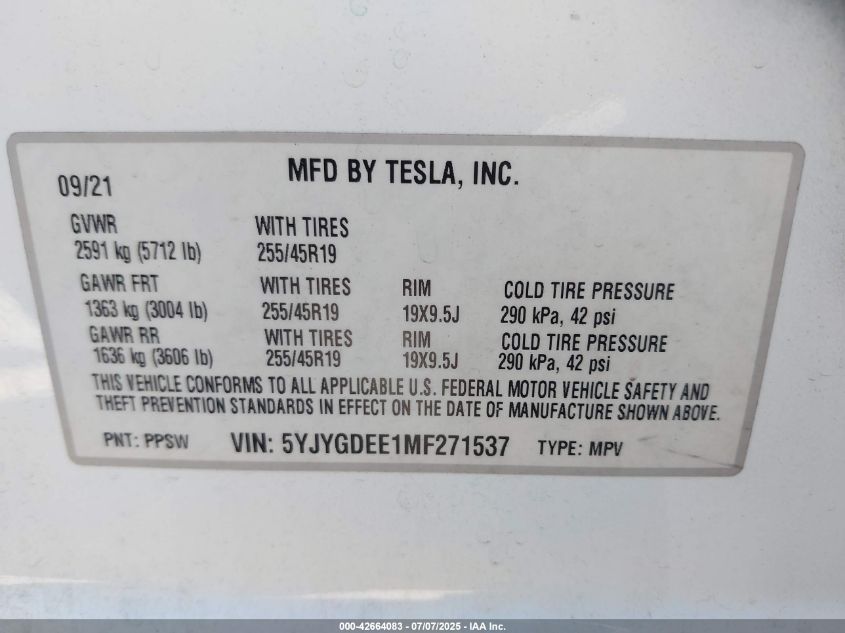 MFD BY TESLA, INC.
09/21
GVWR WITH TIRES
2591 kg (5712 lb) 255/45R19
GAWR FRT WITH TIRES RIM COLD TIRE PRESSURE
1363 kg (3004 lb) 255/45R19 19X9.5J 290 kPa, 42 psi
GAWR RR WITH TIRES RIM COLD TIRE PRESSURE
1636 kg (3606 lb) 255/45R19 19X9.5J 290 kPa, 42 psi
THIS VEHICLE CONFORMS TO ALL APPLICABLE U.S. FEDERAL MOTOR VEHICLE SAFETY AND
THEFT PREVENTION STANDARDS IN EFFECT ON THE DATE OF MANUFACTURE SHOWN ABOVE.
PNT: PPSW VIN: 5YJYGDEE1MF271537 TYPE: MPV
000-42664083 - 07/07/2025 - IAA Inc.